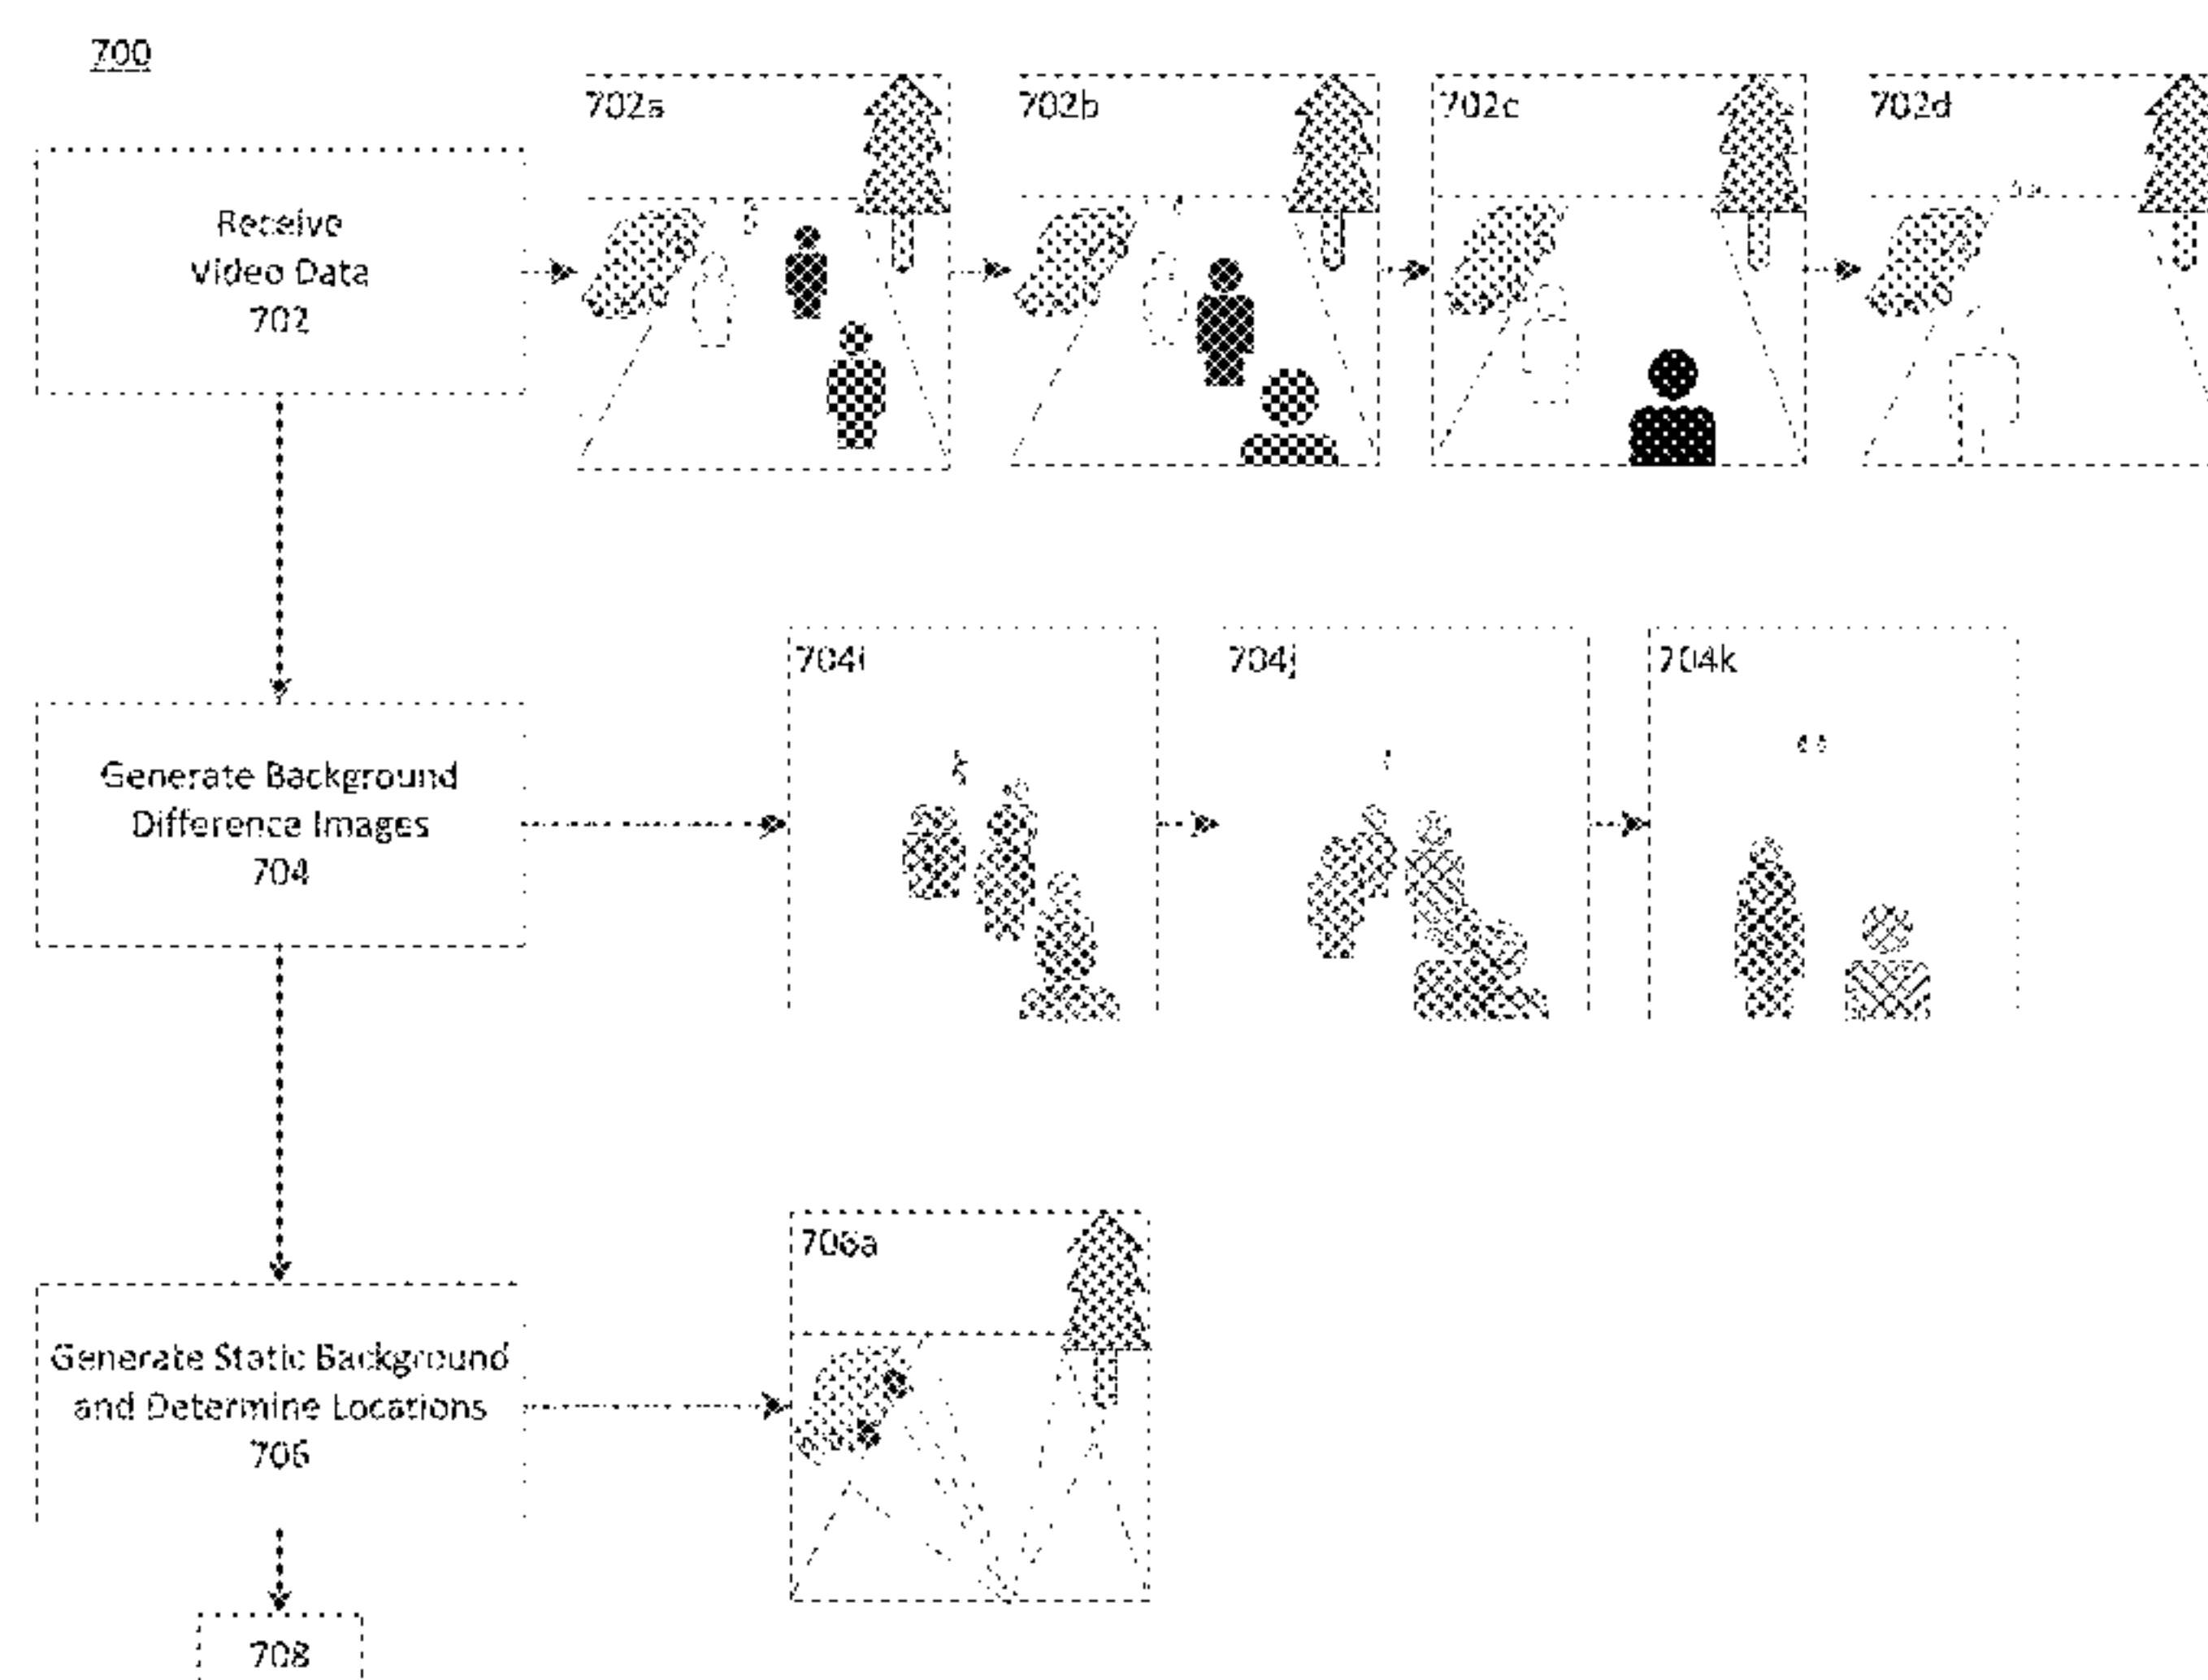 700
702a
702b
702c
702d
Receive
Video Data
702
704i
704j
704k
Generate Background
Difference Images
704
706a
Generate Static Background
and Determine Locations
706
708